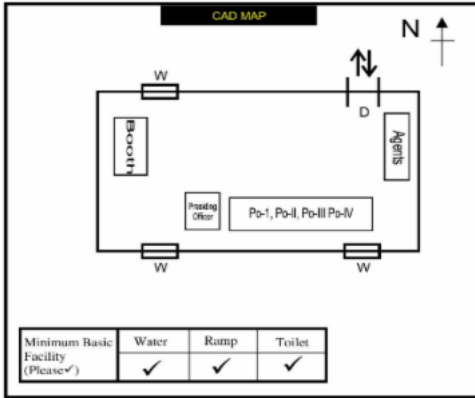 CAD MAP
N
W
D
Booth
Agents
Presiding
Officer
Po-1, Po-II, Po-III Po-IV
W
W
Minimum Basic Facility (Please✓)
Water
Ramp
Toilet
✓
✓
✓